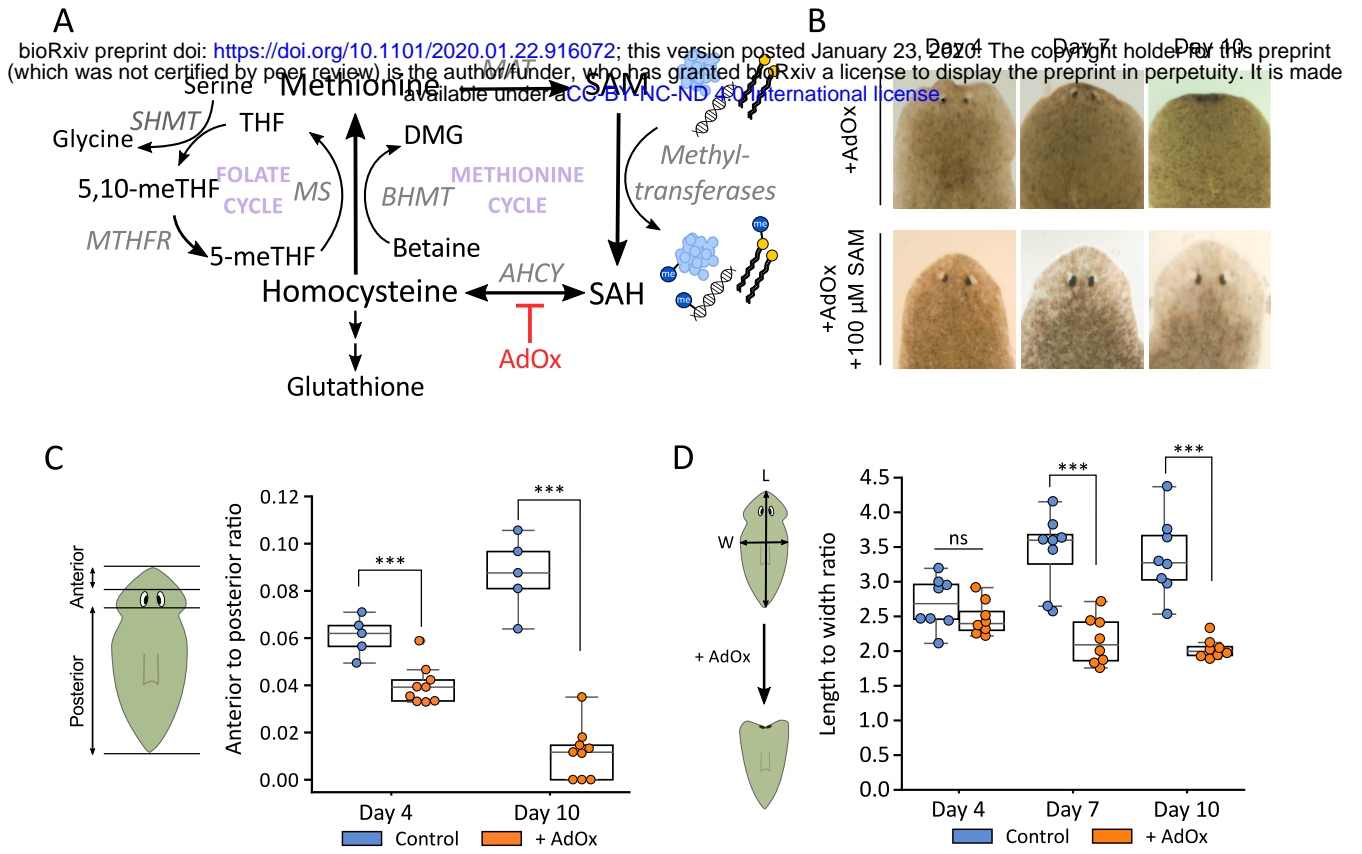 A
B
bioRxiv preprint doi: https://doi.org/10.1101/2020.01.22.916072; this version posted January 23, 2020. The copyright holder for this preprint
(which was not certified by peer review) is the author/funder, who has granted bioRxiv a license to display the preprint in perpetuity. It is made
available under aCC-BY-NC-ND 4.0 International license.
Day 4
Day 7
Day 10
Serine
Methionine
MAT
SAM
SHMT
THF
DMG
Glycine
Methyl-
transferases
5,10-meTHF
FOLATE
CYCLE
MS
BHMT
METHIONINE
CYCLE
MTHFR
5-meTHF
Betaine
AHCY
me
me
me
Homocysteine
SAH
AdOx
Glutathione
+AdOx
+AdOx
+100 µM SAM
C
Anterior
Posterior
Anterior to posterior ratio
0.12
0.10
0.08
0.06
0.04
0.02
0.00
***
***
Day 4
Day 10
Control
+ AdOx
D
L
W
+ AdOx
Length to width ratio
4.5
4.0
3.5
3.0
2.5
2.0
1.5
1.0
0.5
0.0
ns
***
***
Day 4
Day 7
Day 10
Control
+ AdOx